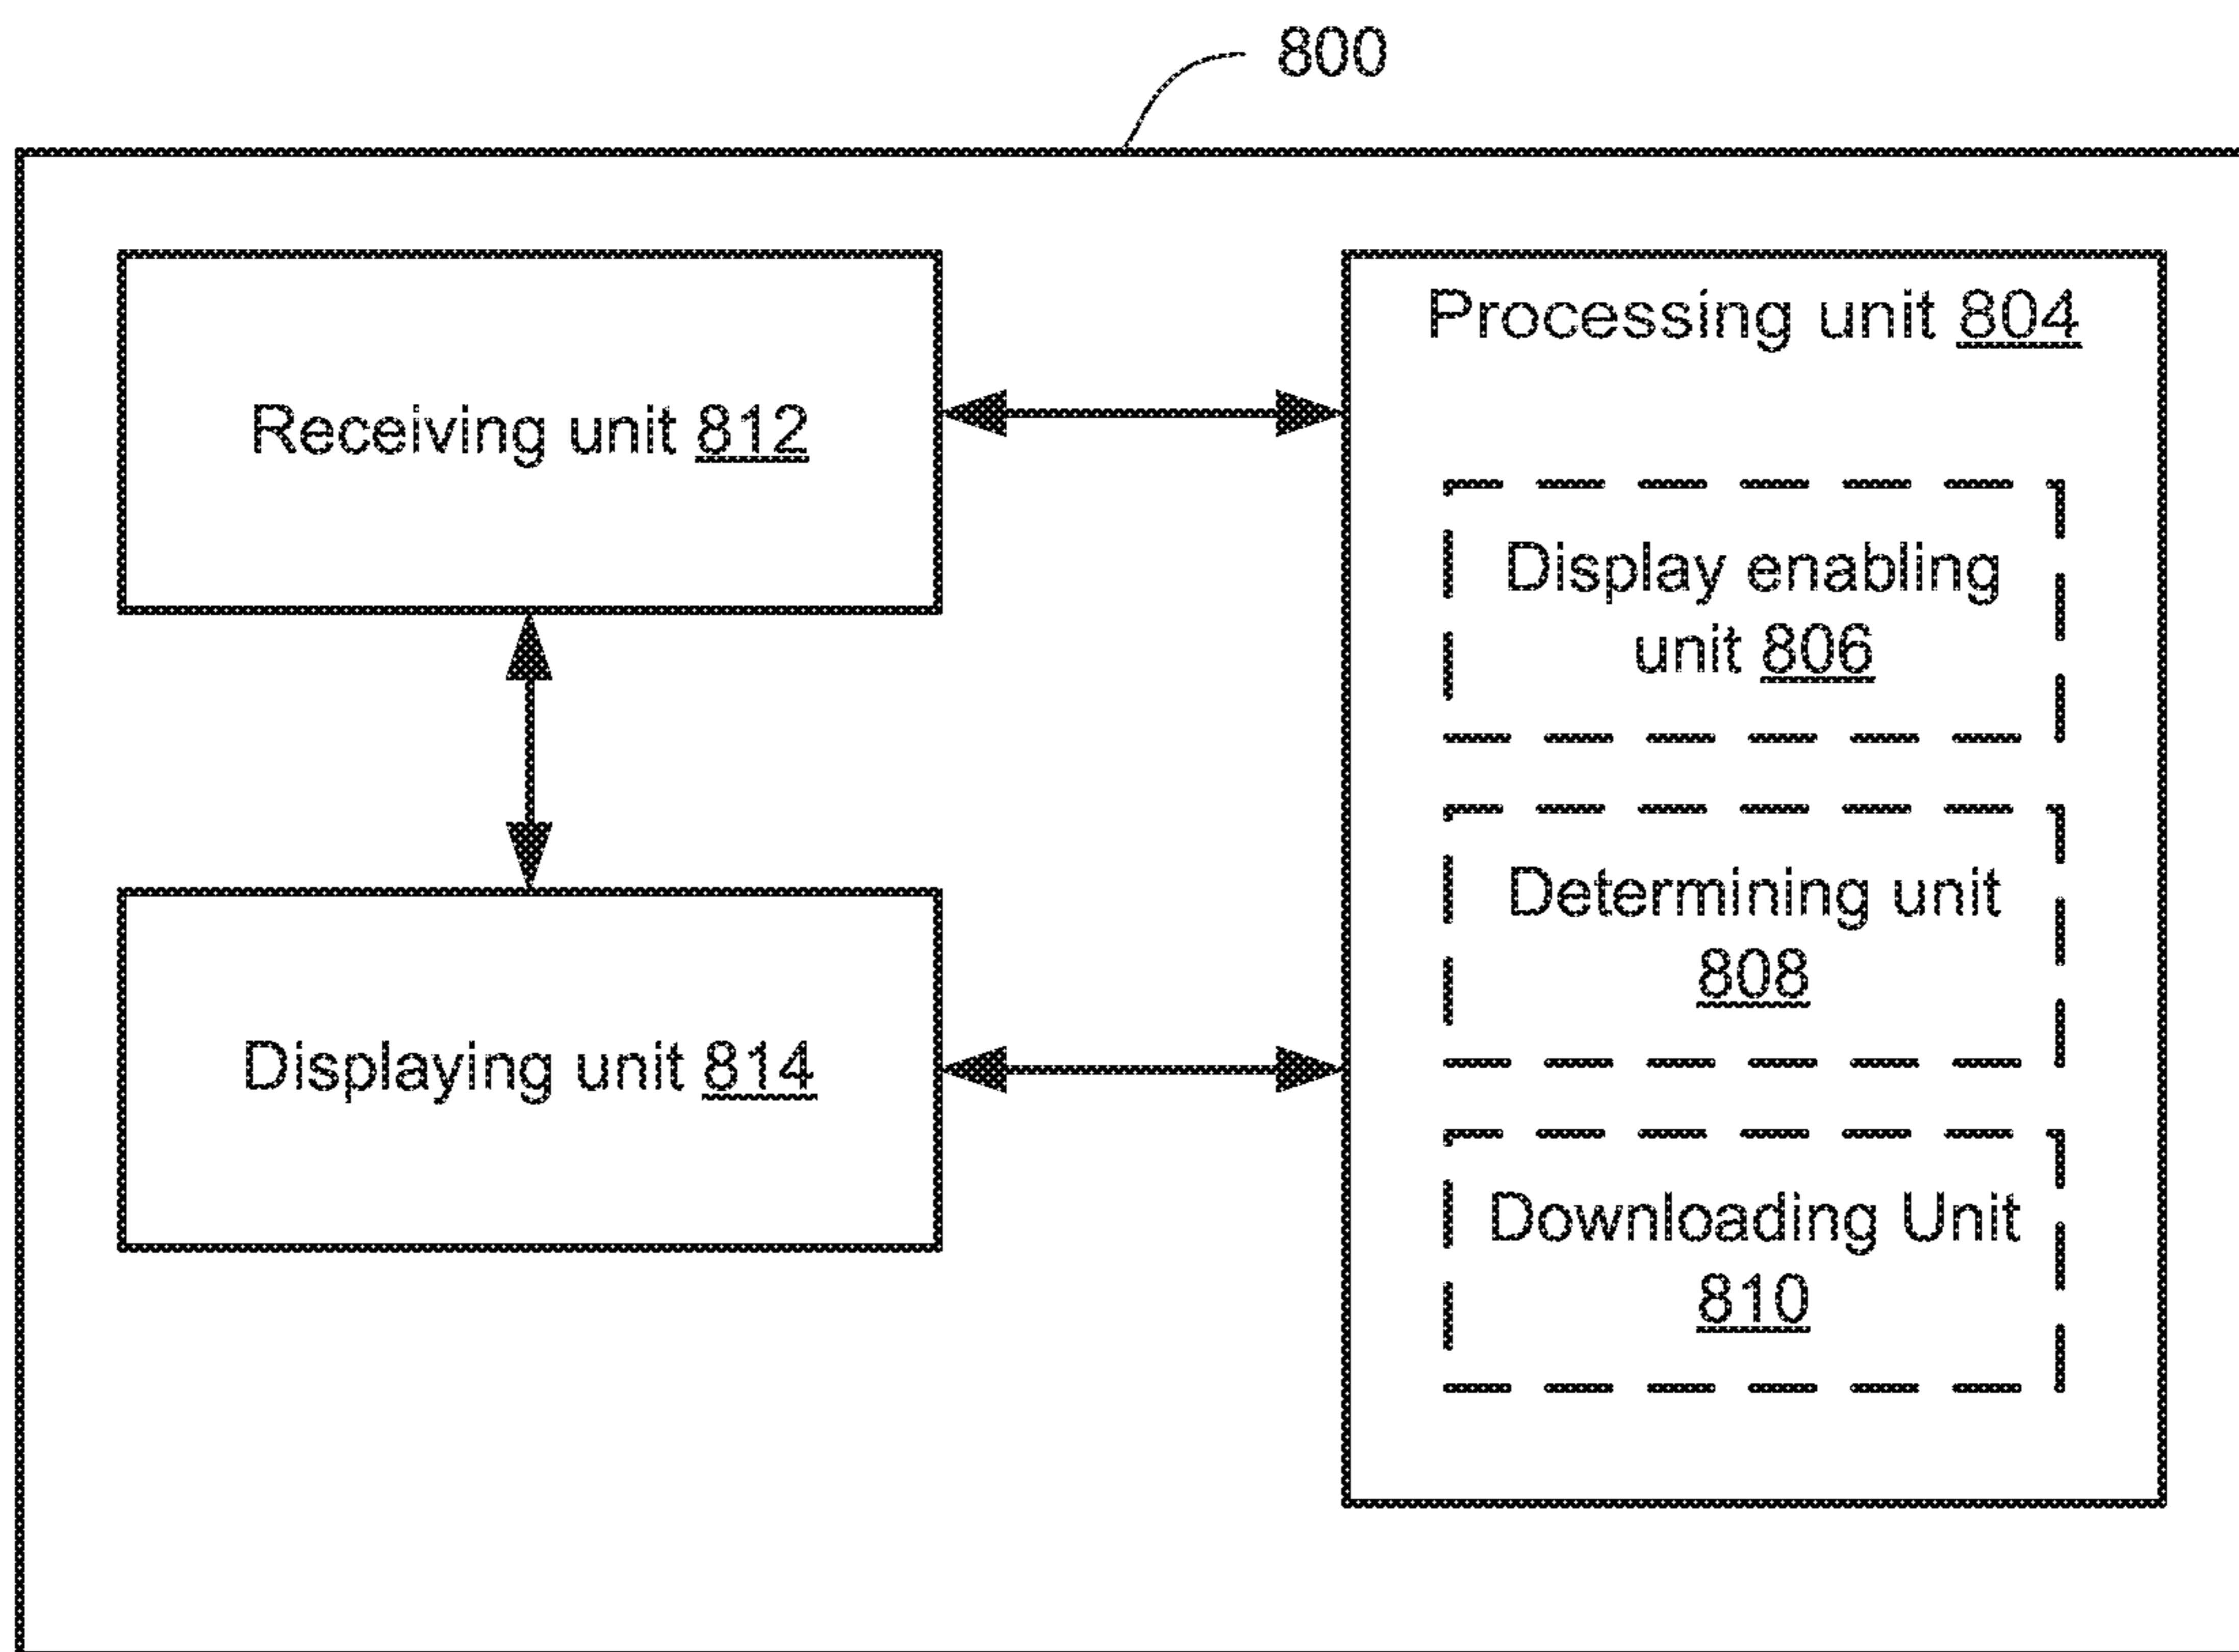 800
Receiving unit 812
Displaying unit 814
Processing unit 804
Display enabling
unit 806
Determining unit
808
Downloading Unit
810